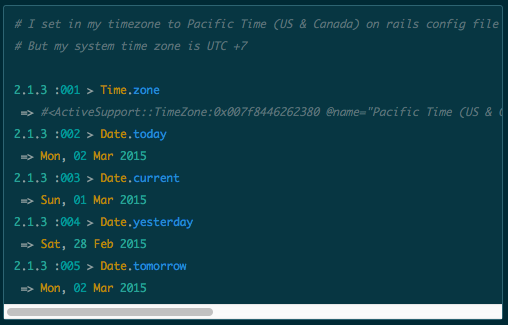 # I set in my timezone to Pacific Time (US & Canada) on rails config file
# But my system time zone is UTC +7
2.1.3 :001 > Time.zone
=> #<ActiveSupport::TimeZone:0x007f8446262380 @name="Pacific Time (US &
2.1.3 :002 > Date.today
=> Mon, 02 Mar 2015
2.1.3 :003 > Date.current
=> Sun, 01 Mar 2015
2.1.3 :004 > Date.yesterday
=> Sat, 28 Feb 2015
2.1.3 :005 > Date.tomorrow
=> Mon, 02 Mar 2015